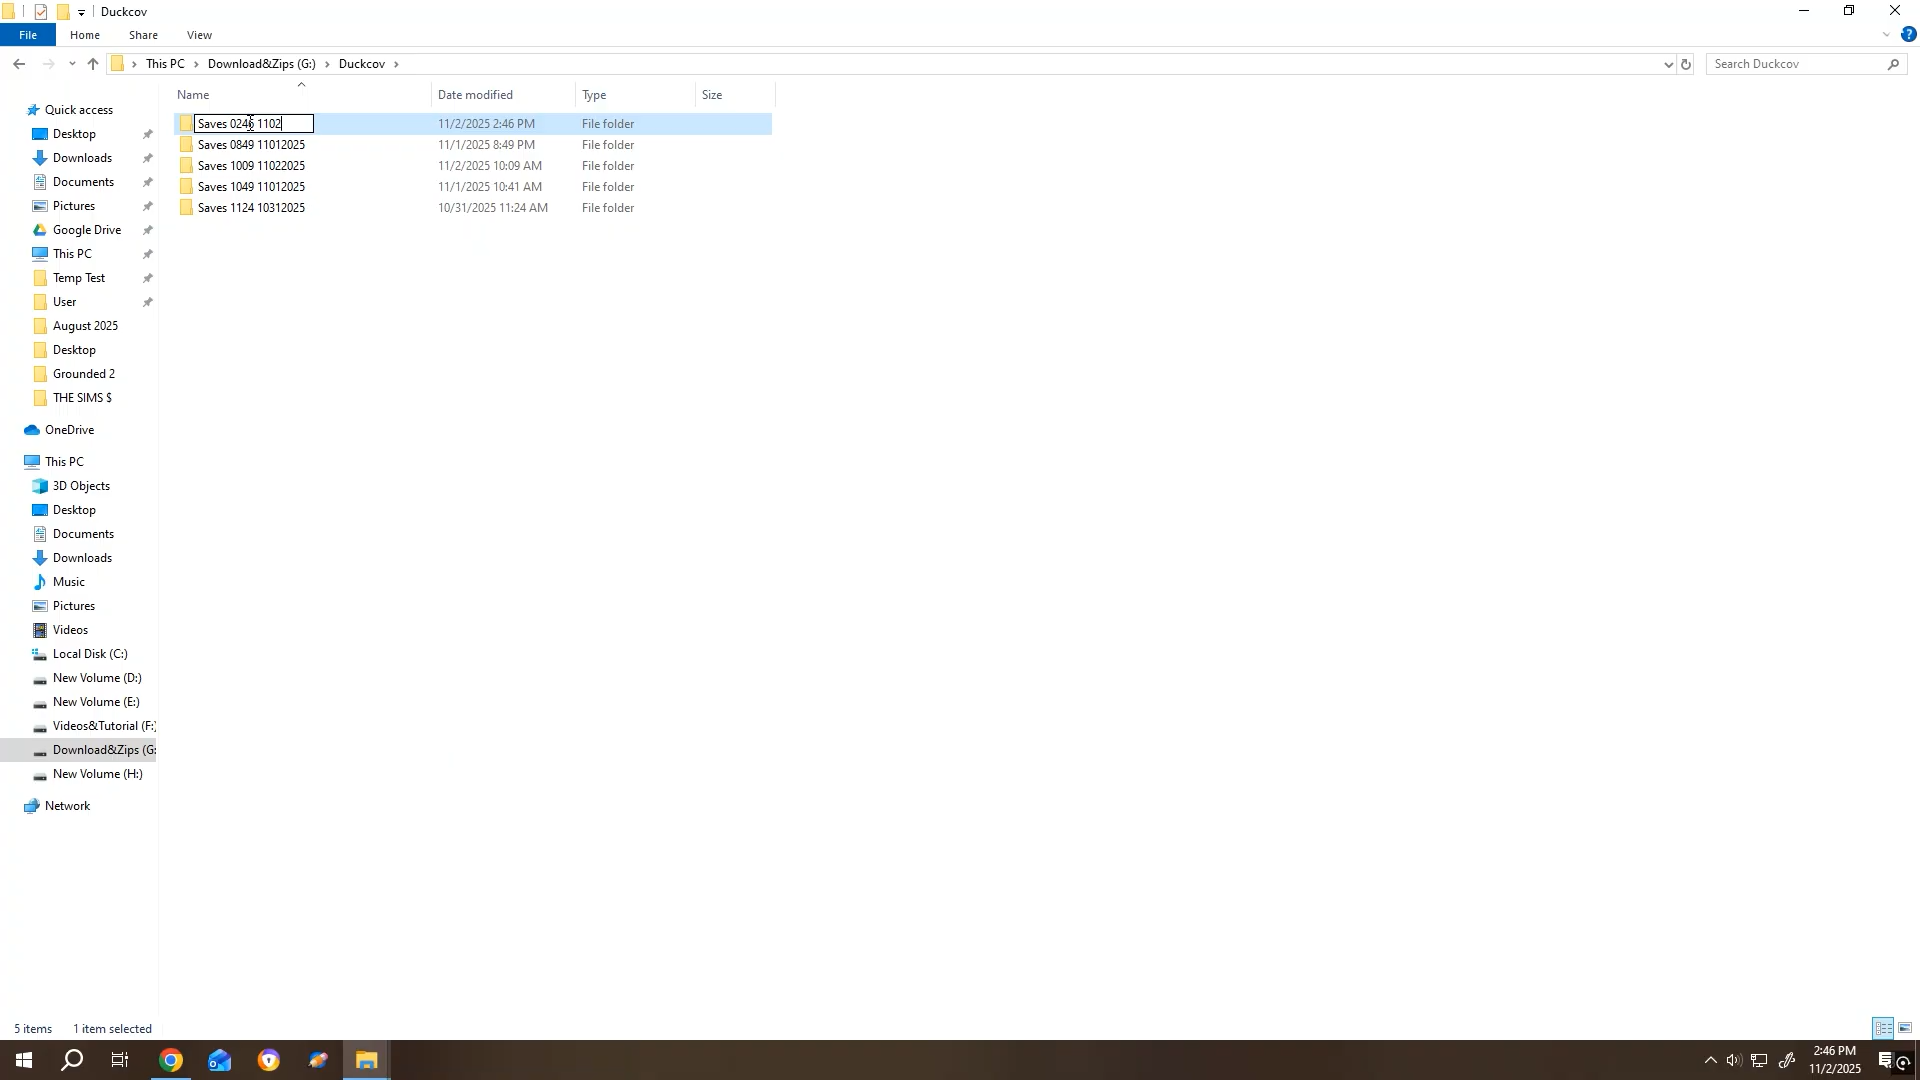 Duckcov
File
Home
Share
View
This PC
Download&Zips (G:)
Duckcov
Search Duckcov
Name
Date modified
Type
Size
Saves 0246 1102
11/2/2025 2:46 PM
File folder
Saves 0849 11012025
11/1/2025 8:49 PM
File folder
Saves 1009 11022025
11/2/2025 10:09 AM
File folder
Saves 1049 11012025
11/1/2025 10:41 AM
File folder
Saves 1124 10312025
10/31/2025 11:24 AM
File folder
Quick access
Desktop
Downloads
Documents
Pictures
Google Drive
This PC
Temp Test
User
August 2025
Desktop
Grounded 2
THE SIMS $
OneDrive
This PC
3D Objects
Desktop
Documents
Downloads
Music
Pictures
Videos
Local Disk (C:)
New Volume (D:)
New Volume (E:)
Videos&Tutorial (F:)
Download&Zips (G:
New Volume (H:)
Network
5 items
1 item selected
2:46 PM
11/2/2025